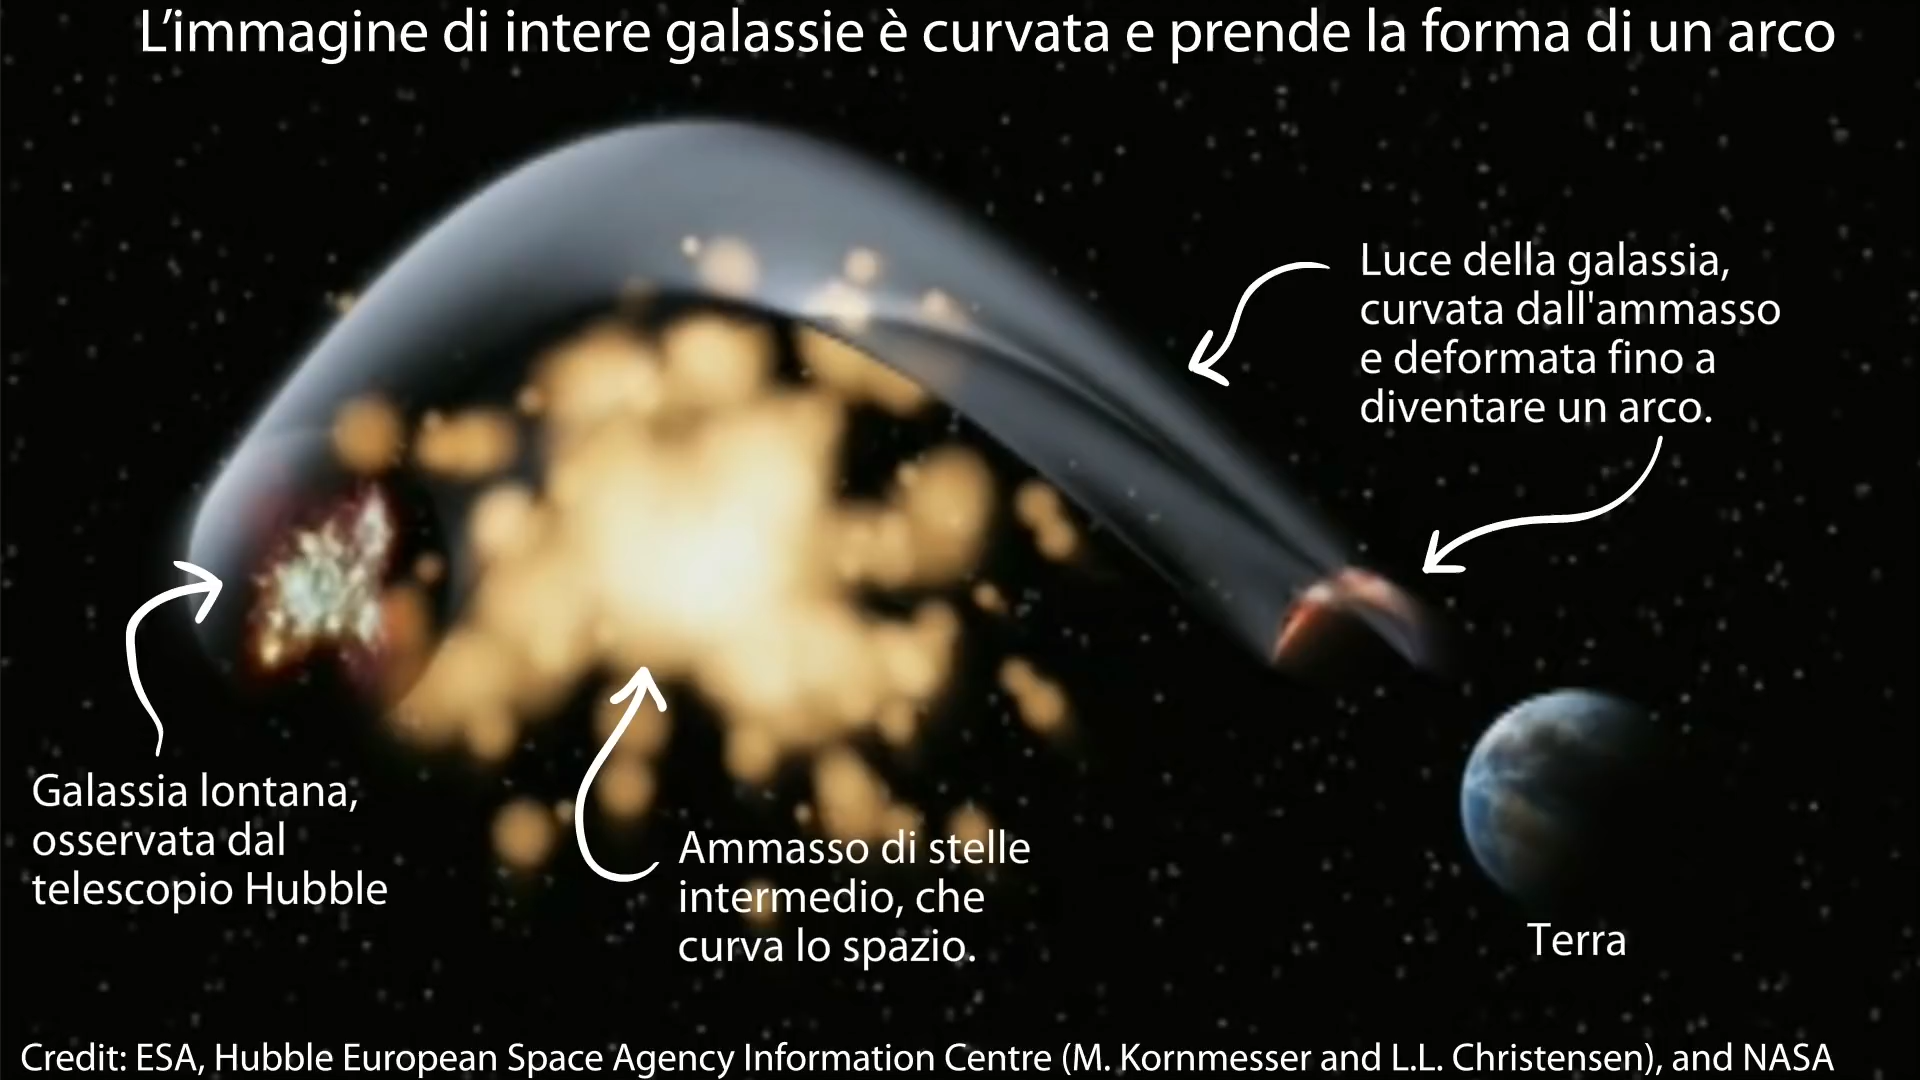 L'immagine di intere galassie è curvata e prende la forma di un arco
Luce della galassia,
curvata dall'ammasso
e deformata fino a
diventare un arco.
Galassia lontana,
osservata dal
telescopio Hubble
Ammasso di stelle
intermedio, che
curva lo spazio.
Terra
Credit: ESA, Hubble European Space Agency Information Centre (M. Kornmesser and L.L. Christensen), and NASA